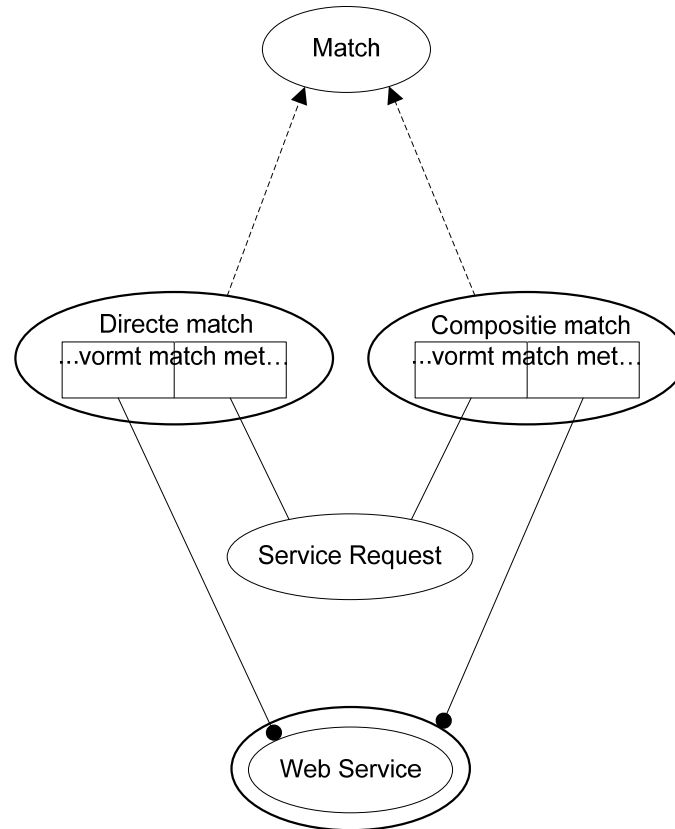 Match
Directe match
...vormt match met...
Compositie match
...vormt match met...
Service Request
Web Service